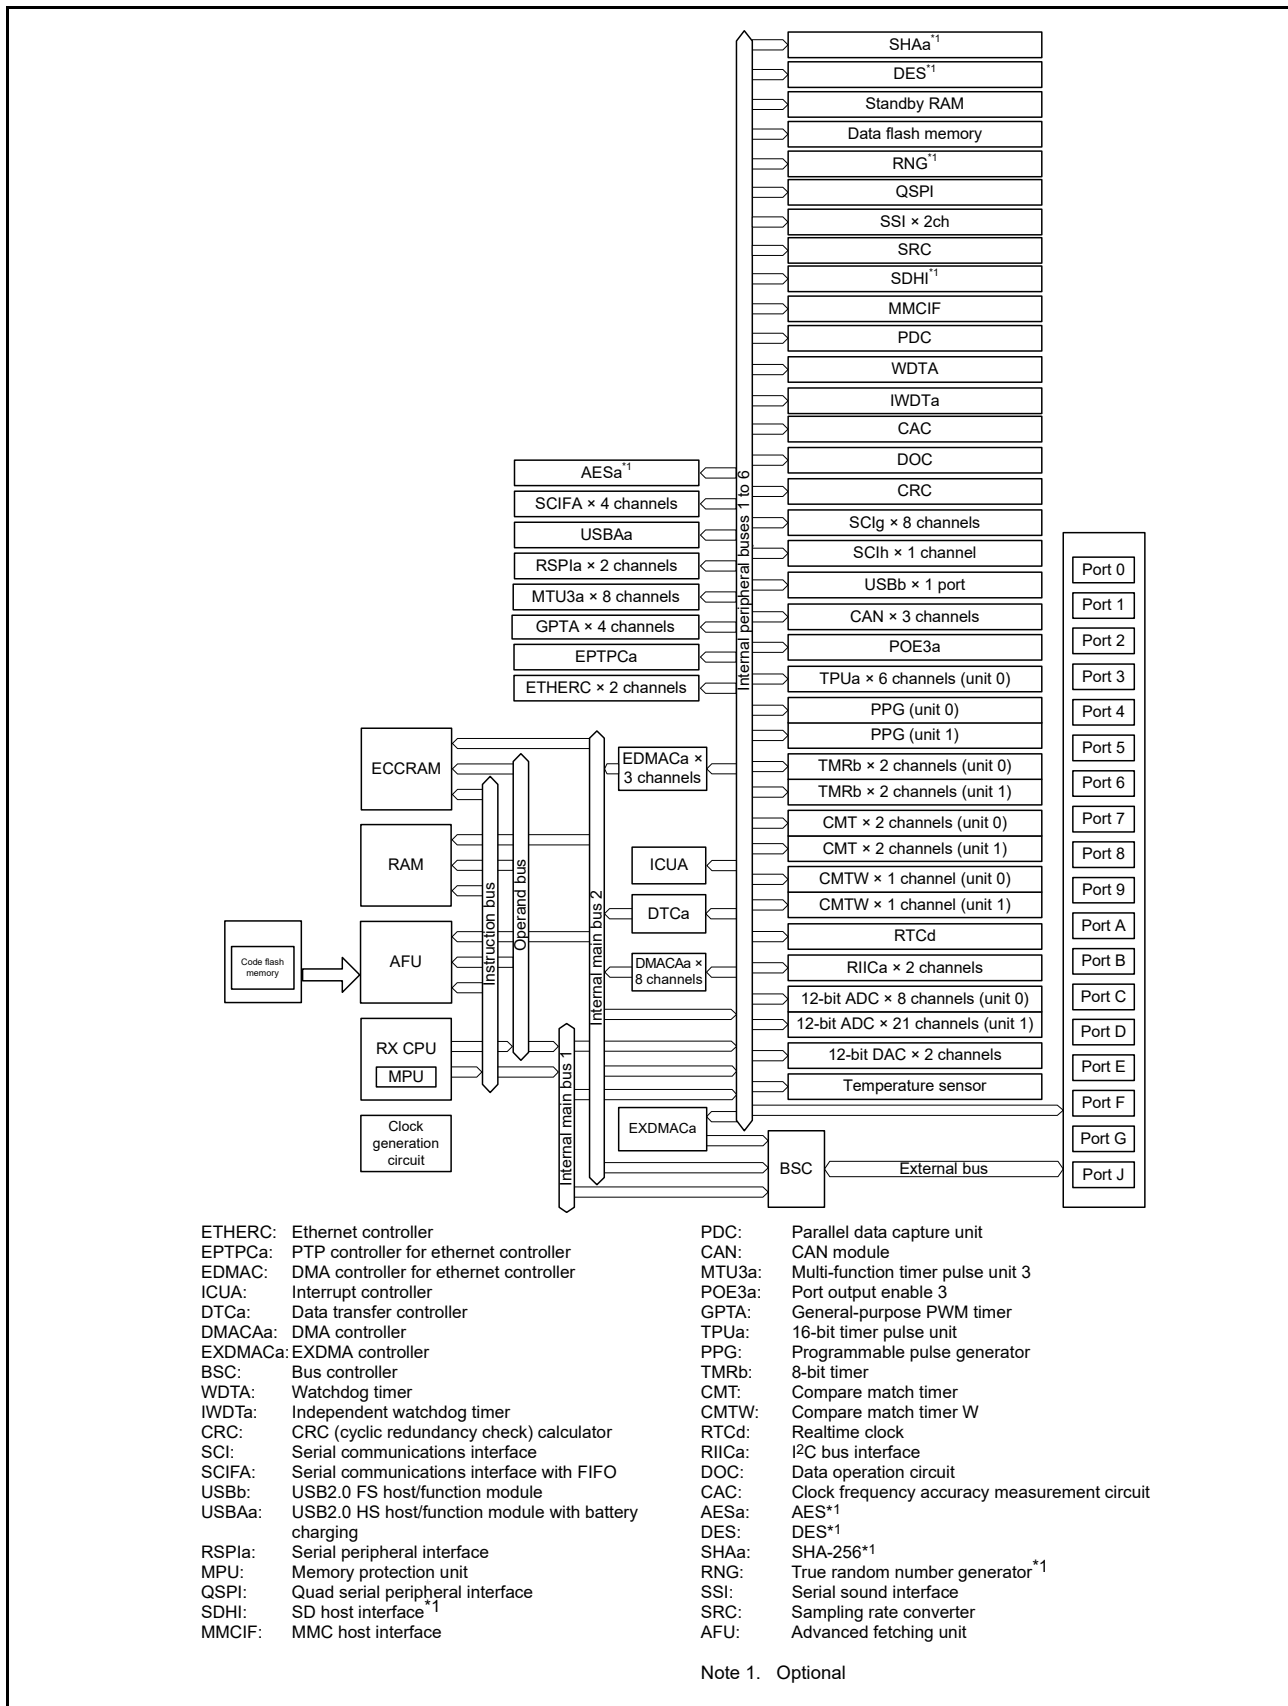 SHAa*1
DES*1
Standby RAM
Data flash memory
RNG*1
QSPI
SSI × 2ch
SRC
SDHI*1
MMCIF
PDC
WDTA
IWDTa
CAC
DOC
CRC
SCIg × 8 channels
SCIh × 1 channel
USBb × 1 port
CAN × 3 channels
POE3a
TPUa × 6 channels (unit 0)
PPG (unit 0)
PPG (unit 1)
TMRb × 2 channels (unit 0)
TMRb × 2 channels (unit 1)
CMT × 2 channels (unit 0)
CMT × 2 channels (unit 1)
CMTW × 1 channel (unit 0)
CMTW × 1 channel (unit 1)
RTCd
RIICa × 2 channels
12-bit ADC × 8 channels (unit 0)
12-bit ADC × 21 channels (unit 1)
12-bit DAC × 2 channels
Temperature sensor
Internal peripheral buses 1 to 6
AESa*1
SCIFA × 4 channels
USBAa
RSPIa × 2 channels
MTU3a × 8 channels
GPTA × 4 channels
EPTPCa
ETHERC × 2 channels
EDMACa ×
3 channels
ICUA
DTCa
DMACAa ×
8 channels
EXDMACa
BSC
External bus
Internal main bus 2
Internal main bus 1
Operand bus
Instruction bus
ECCRAM
RAM
AFU
Code flash
memory
RX CPU
MPU
Clock
generation
circuit
Port 0
Port 1
Port 2
Port 3
Port 4
Port 5
Port 6
Port 7
Port 8
Port 9
Port A
Port B
Port C
Port D
Port E
Port F
Port G
Port J
ETHERC: Ethernet controller
EPTPCa: PTP controller for ethernet controller
EDMAC: DMA controller for ethernet controller
ICUA: Interrupt controller
DTCa: Data transfer controller
DMACAa: DMA controller
EXDMACa: EXDMA controller
BSC: Bus controller
WDTA: Watchdog timer
IWDTa: Independent watchdog timer
CRC: CRC (cyclic redundancy check) calculator
SCI: Serial communications interface
SCIFA: Serial communications interface with FIFO
USBb: USB2.0 FS host/function module
USBAa: USB2.0 HS host/function module with battery
charging
RSPIa: Serial peripheral interface
MPU: Memory protection unit
QSPI: Quad serial peripheral interface
SDHI: SD host interface*1
MMCIF: MMC host interface
PDC: Parallel data capture unit
CAN: CAN module
MTU3a: Multi-function timer pulse unit 3
POE3a: Port output enable 3
GPTA: General-purpose PWM timer
TPUa: 16-bit timer pulse unit
PPG: Programmable pulse generator
TMRb: 8-bit timer
CMT: Compare match timer
CMTW: Compare match timer W
RTCd: Realtime clock
RIICa: I2C bus interface
DOC: Data operation circuit
CAC: Clock frequency accuracy measurement circuit
AESa: AES*1
DES: DES*1
SHAa: SHA-256*1
RNG: True random number generator*1
SSI: Serial sound interface
SRC: Sampling rate converter
AFU: Advanced fetching unit
Note 1. Optional